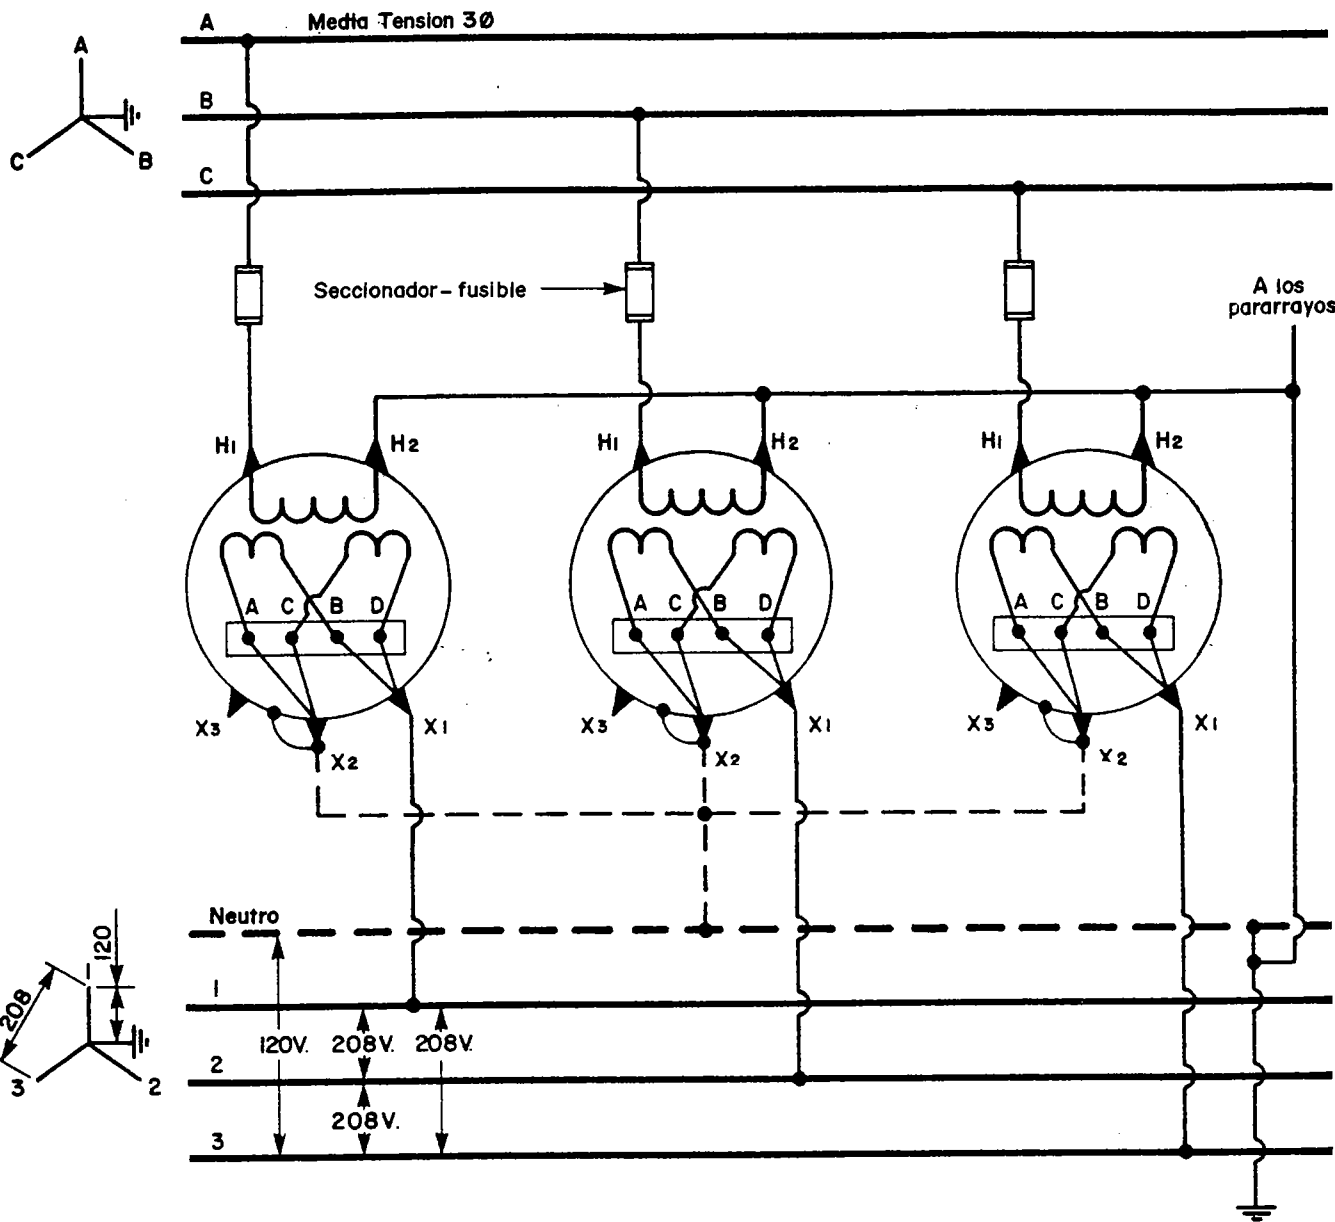 A
Medta Tension 3Ø
A
B
C
B
C
Seccionador-fusible
A los
pararrayos
H1
H2
H1
H2
H1
H2
A C B D
A C B D
A C B D
X3
X2
X1
X3
X2
X1
X3
X2
X1
Neutro
120
208
1
120V.
208V.
208V.
2
3
2
208V.
3